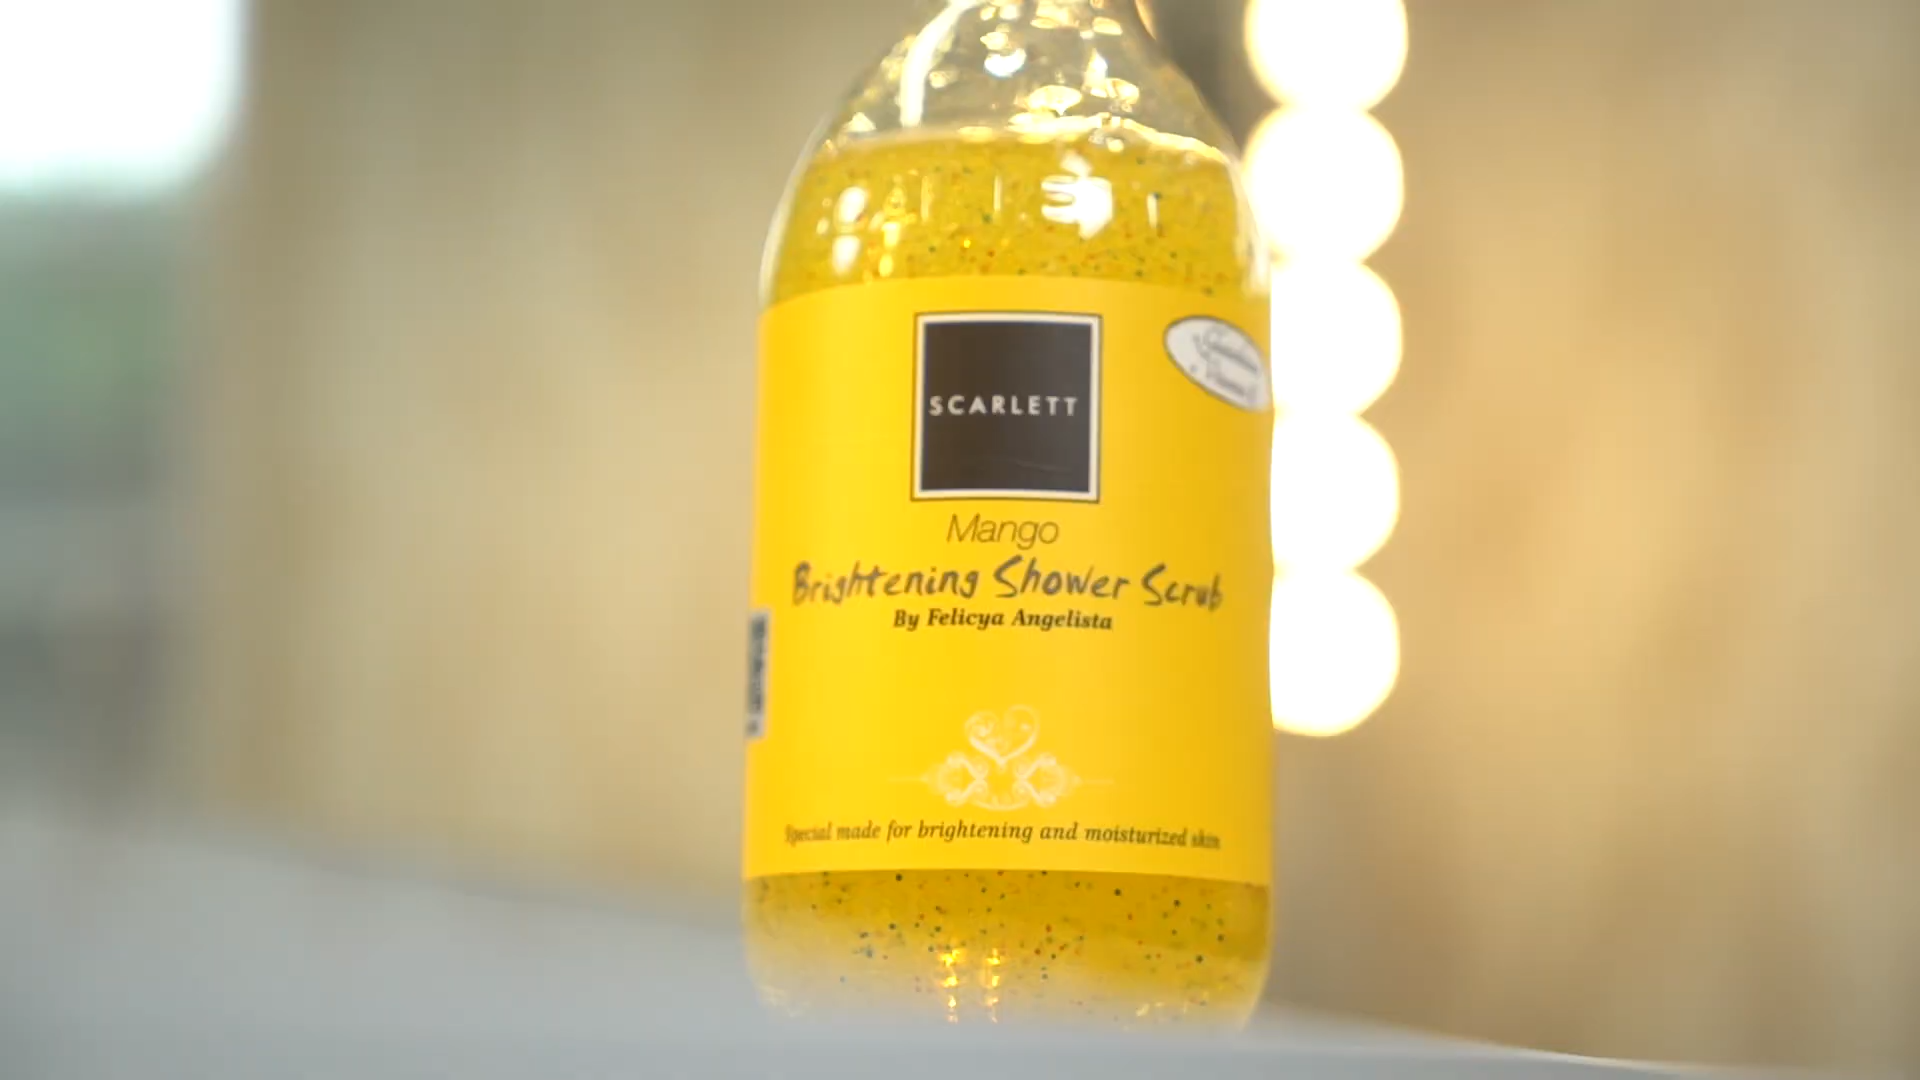 SCARLETT
Mango
Brightening Shower Scrub
By Felicya Angelista
Special made for brightening and moisturized skin